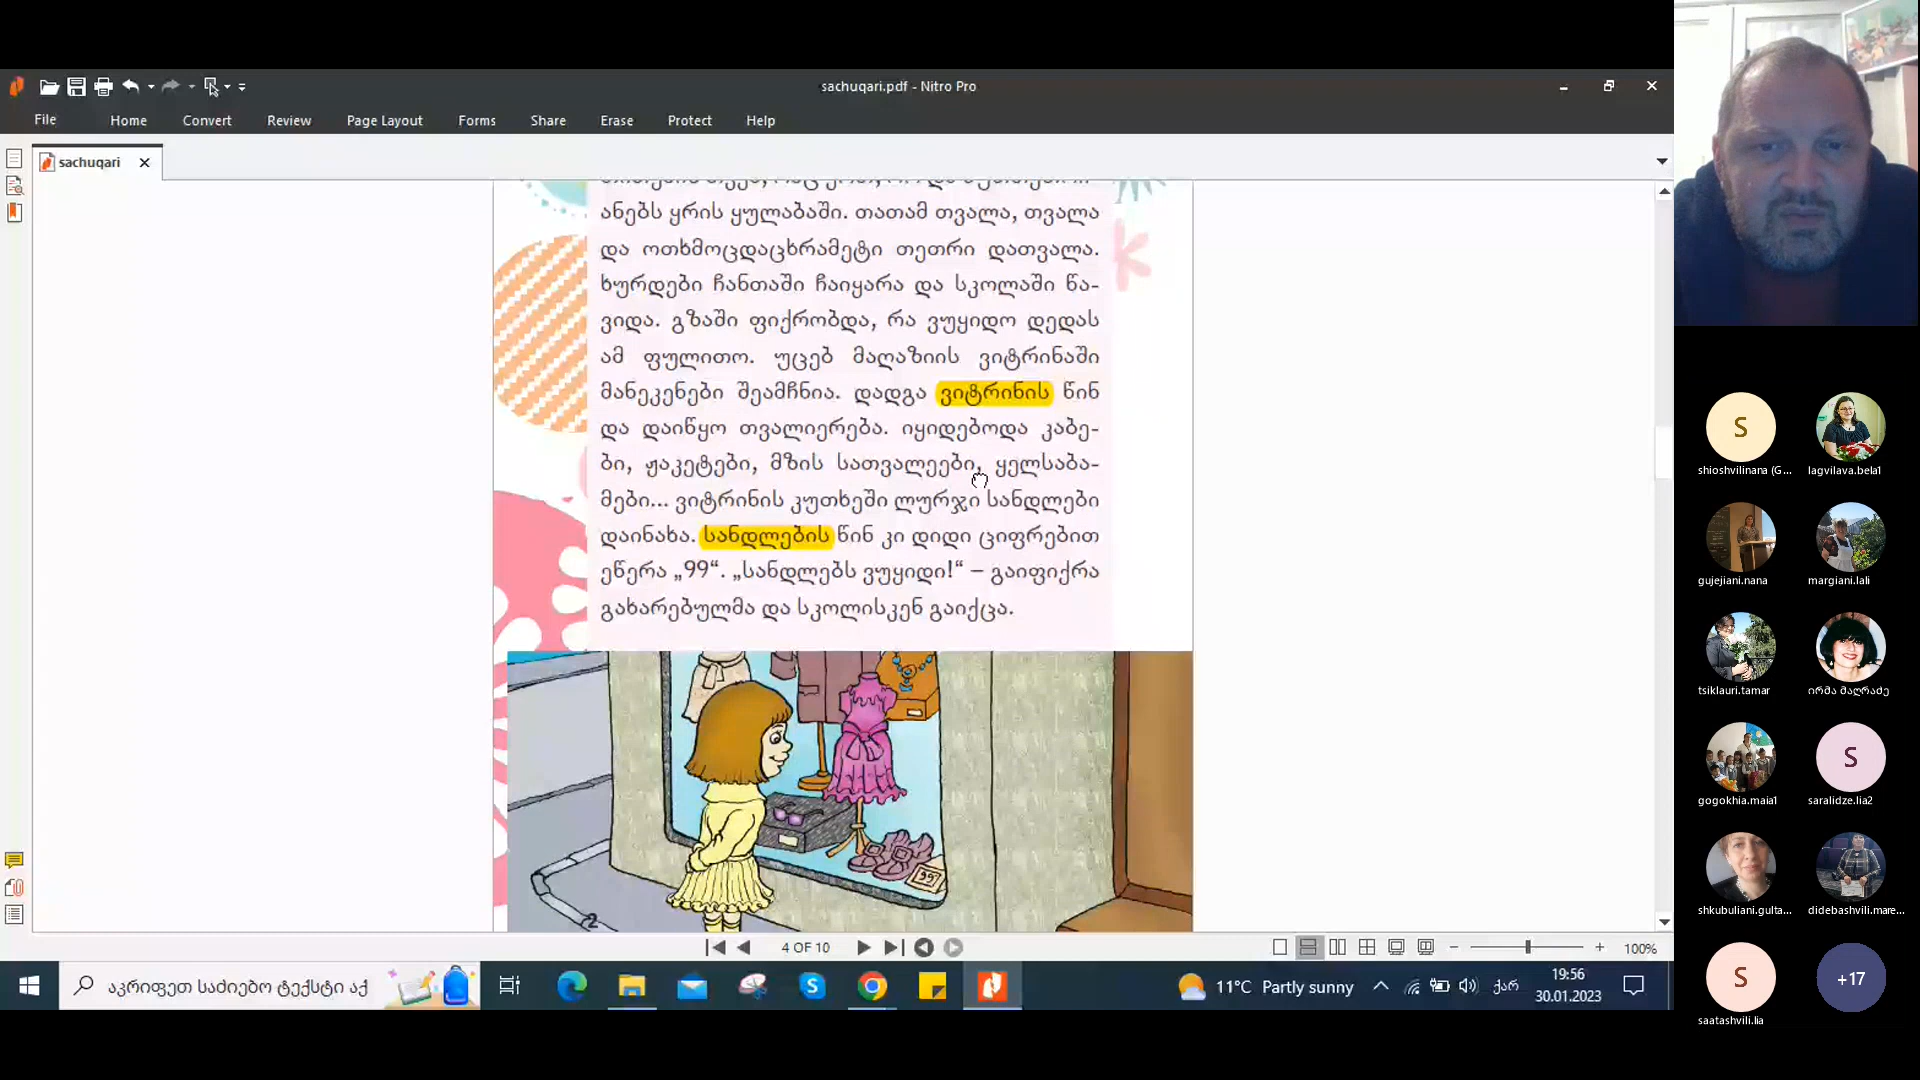 sachuqari.pdf - Nitro Pro
File Home Convert Review Page Layout Forms Share Erase Protect Help
sachuqari
ანებს ყრის ყულაბაში. თათამ თვალა, თვალა
და ოთხმოცდაცხრამეტი თეთრი დათვალა.
ხურდები ჩანთაში ჩაიყარა და სკოლაში წა-
ვიდა. გზაში ფიქრობდა, რა ვუყიდო დედას
ამ ფულითო. უცებ მაღაზიის ვიტრინაში
მანეკენები შეამჩნია. დადგა ვიტრინის წინ
და დაიწყო თვალიერება. იყიდებოდა კაბე-
ბი, ჟაკეტები, მზის სათვალეები, ყელსაბა-
მები... ვიტრინის კუთხეში ლურჯი სანდლები
დაინახა. სანდლების წინ კი დიდი ციფრებით
ეწერა „99“. „სანდლებს ვუყიდი!“ – გაიფიქრა
გახარებულმა და სკოლისკენ გაიქცა.
99
4 OF 10
100%
აკრიფეთ საძიებო ტექსტი აქ
11°C Partly sunny
ქარ
19:56
30.01.2023
S
shioshvilinana (G...
lagvilava.bela1
gujejiani.nana
margiani.lali
tsiklauri.tamar
ირმა მაღრაძე
gogokhia.maia1
S
saralidze.lia2
shkubuliani.gulta...
didebashvili.mare...
S
saatashvili.lia
+17